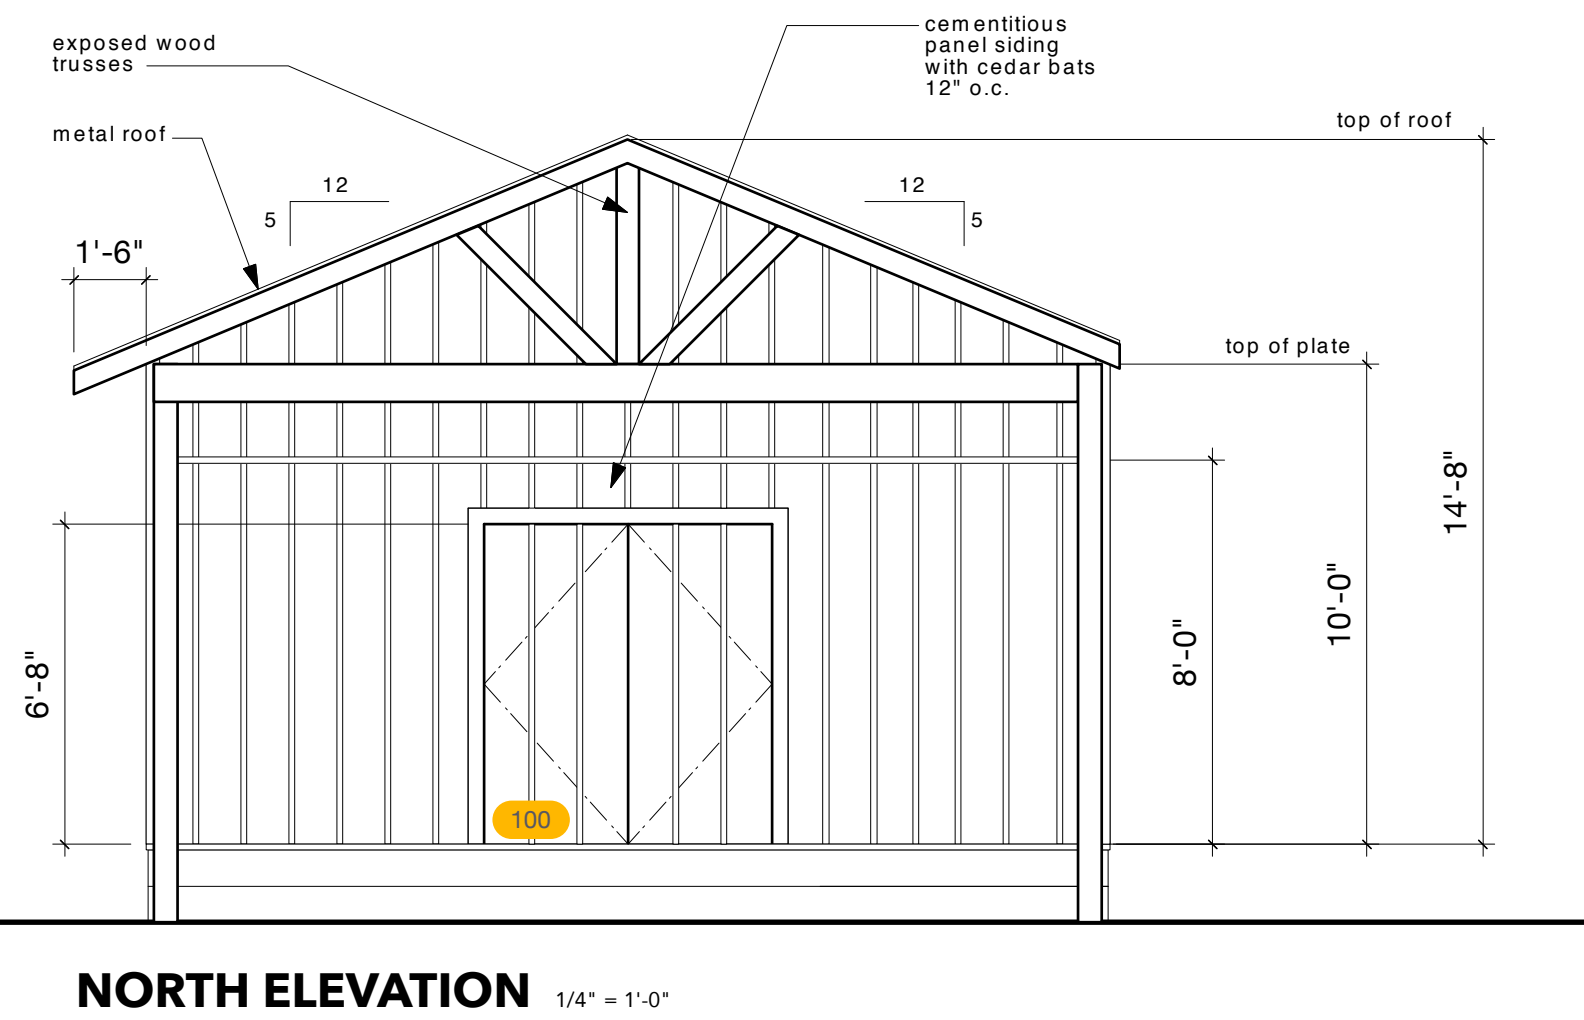 exposed wood
trusses
metal roof
cementitious
panel siding
with cedar bats
12" o.c.
top of roof
12
5
12
5
1'-6"
top of plate
14'-8"
10'-0"
8'-0"
6'-8"
100
NORTH ELEVATION 1/4" = 1'-0"